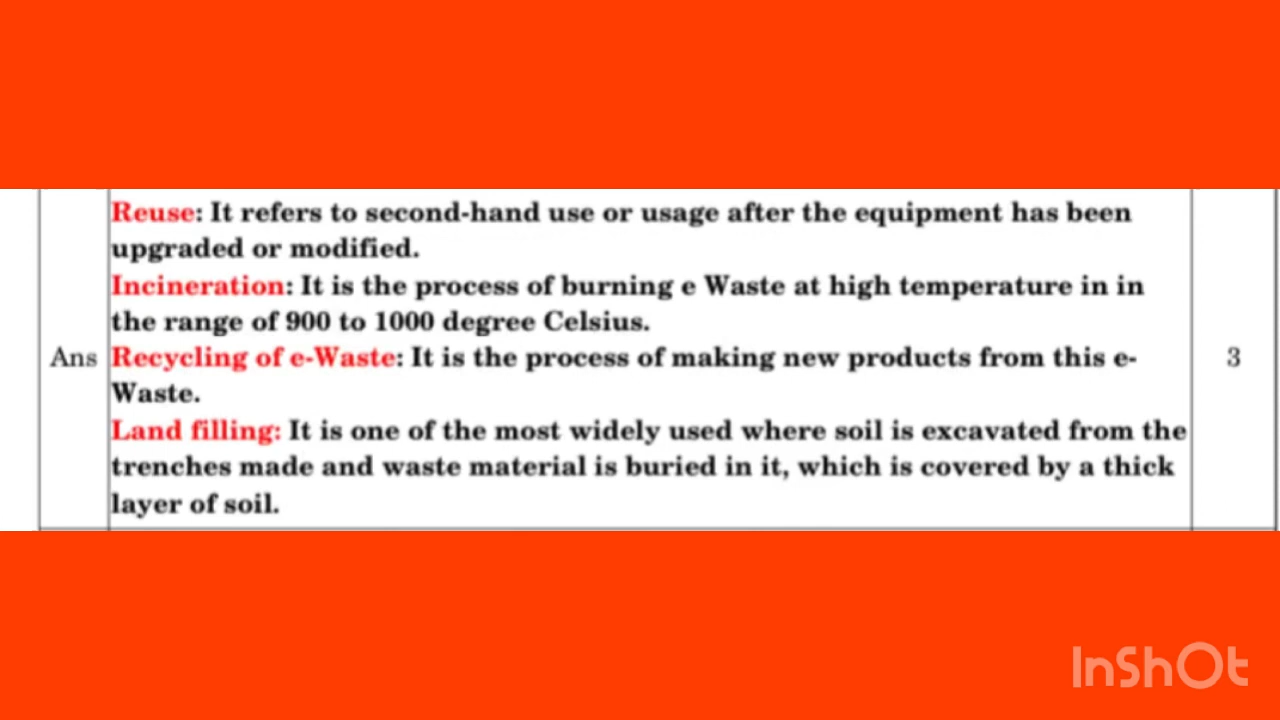 Reuse: It refers to second-hand use or usage after the equipment has been
upgraded or modified.
Incineration: It is the process of burning e Waste at high temperature in in
the range of 900 to 1000 degree Celsius.
Ans Recycling of e-Waste: It is the process of making new products from this e- 3
Waste.
Land filling: It is one of the most widely used where soil is excavated from the
trenches made and waste material is buried in it, which is covered by a thick
layer of soil.
InShOt